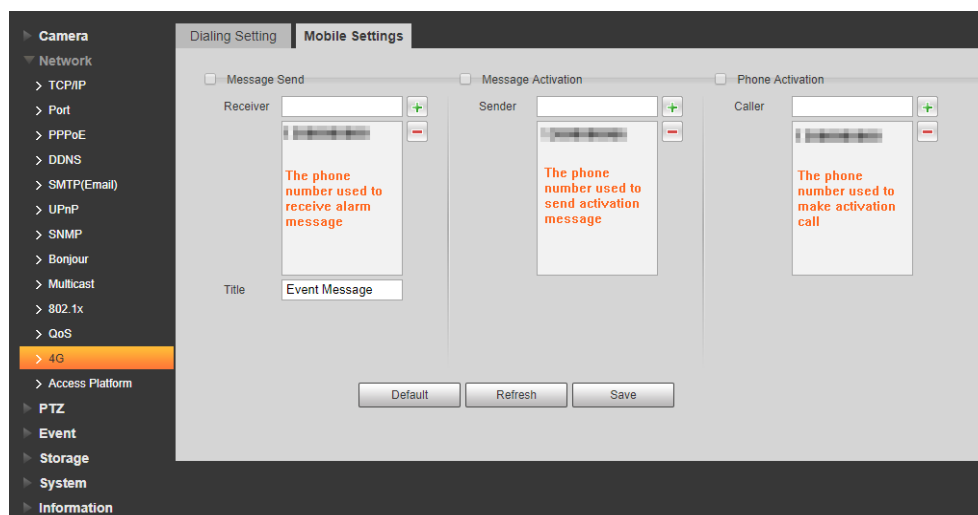 Camera
Network
TCP/IP
Port
PPPoE
DDNS
SMTP(Email)
UPnP
SNMP
Bonjour
Multicast
802.1x
QoS
4G
Access Platform
PTZ
Event
Storage
System
Information
Dialing Setting
Mobile Settings
Message Send
Receiver
The phone
number used to
receive alarm
message
Title
Event Message
Message Activation
Sender
The phone
number used to
send activation
message
Phone Activation
Caller
The phone
number used to
make activation
call
Default
Refresh
Save